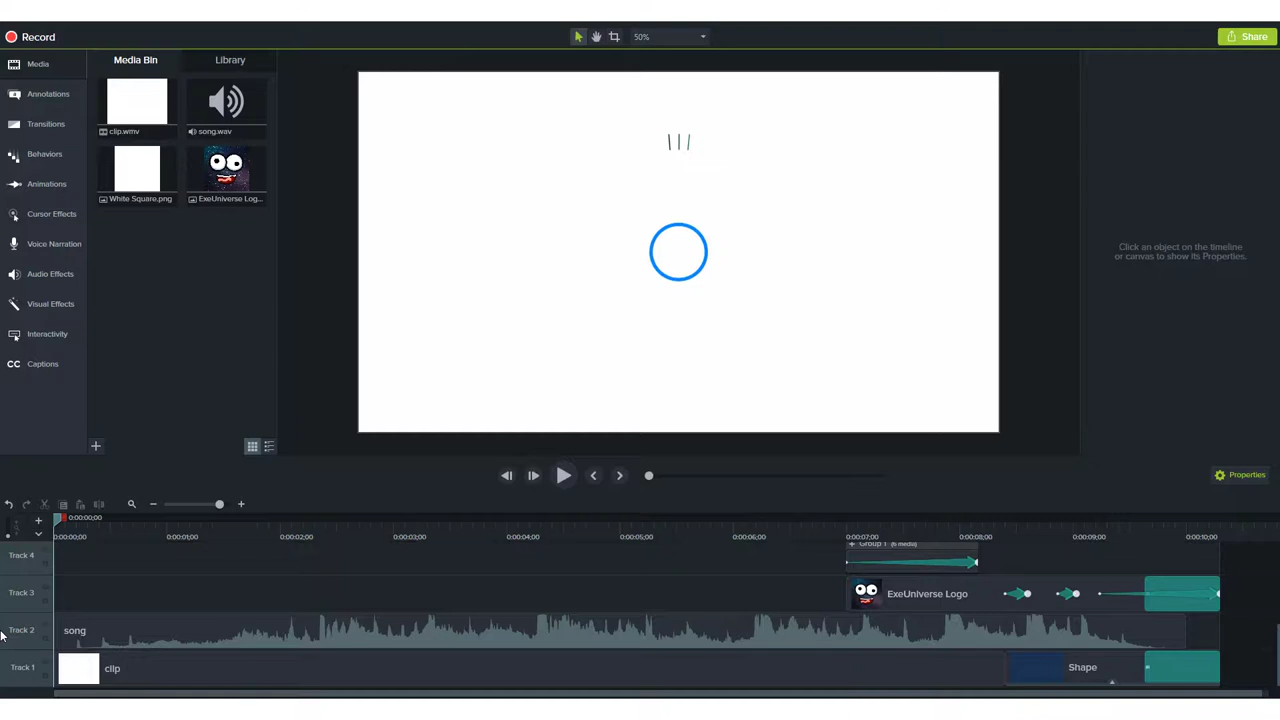 Record
50%
Share
Media
Media Bin
Library
Annotations
Transitions
Behaviors
Animations
Cursor Effects
Voice Narration
Audio Effects
Visual Effects
Interactivity
CC Captions
clip.wmv
song.wav
White Square.png
ExeUniverse Log...
Click an object on the timeline
or canvas to show its Properties.
Properties
0:00:00;00
0:00:00;00
0:00:01;00
0:00:02;00
0:00:03;00
0:00:04;00
0:00:05;00
0:00:06;00
0:00:07;00
0:00:08;00
0:00:09;00
0:00:10;00
Track 4
+ Group 1 (6 media)
Track 3
ExeUniverse Logo
Track 2
song
Track 1
clip
Shape